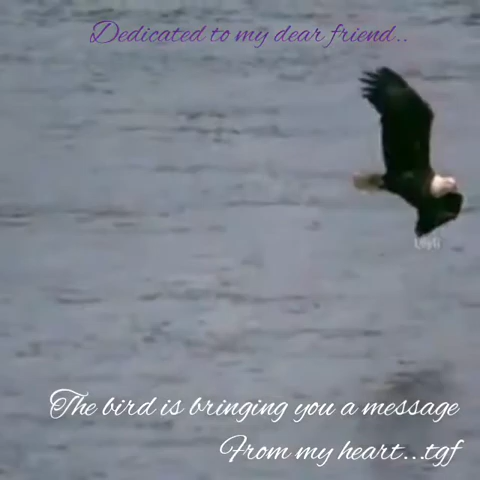 Dedicated to my dear friend..
The bird is bringing you a message
From my heart...tgf